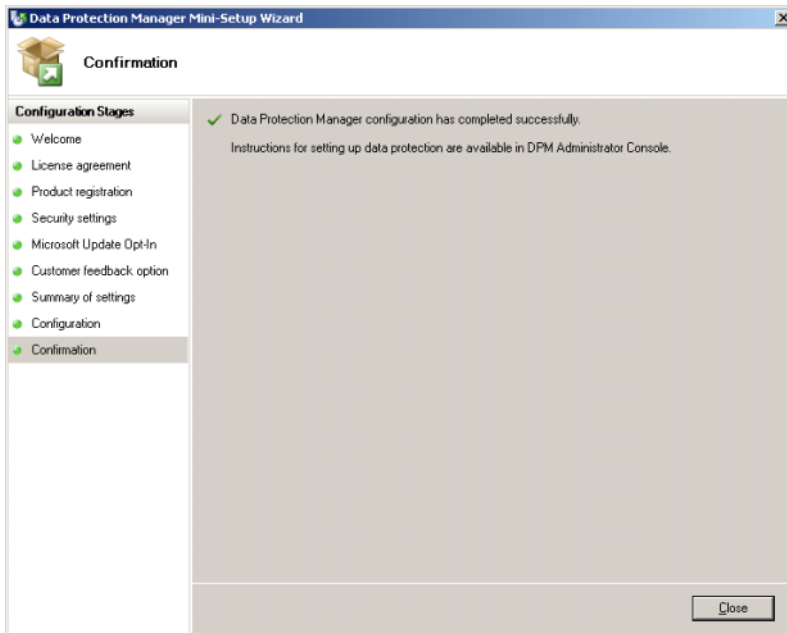 Data Protection Manager Mini-Setup Wizard
Confirmation
Configuration Stages
Welcome
License agreement
Product registration
Security settings
Microsoft Update Opt-In
Customer feedback option
Summary of settings
Configuration
Confirmation
Data Protection Manager configuration has completed successfully.
Instructions for setting up data protection are available in DPM Administrator Console.
Close